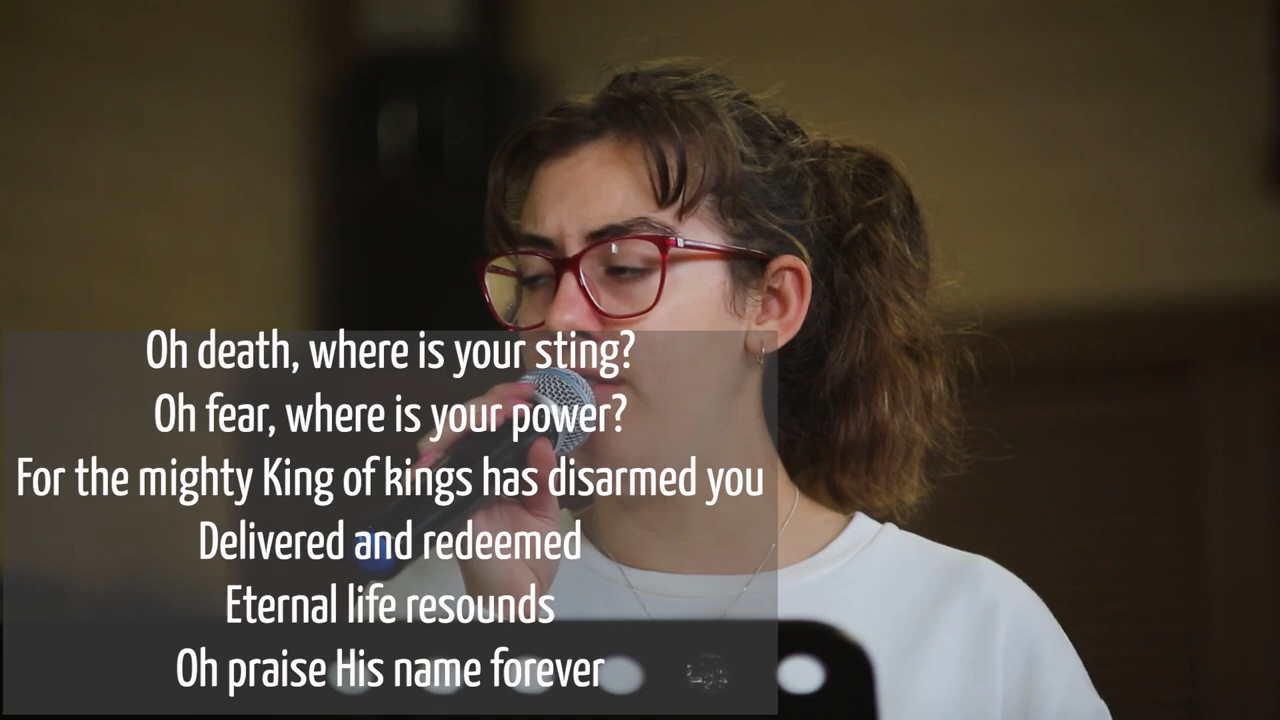 Oh death, where is your sting?
Oh fear, where is your power?
For the mighty King of kings has disarmed you
Delivered and redeemed
Eternal life resounds
Oh praise His name forever